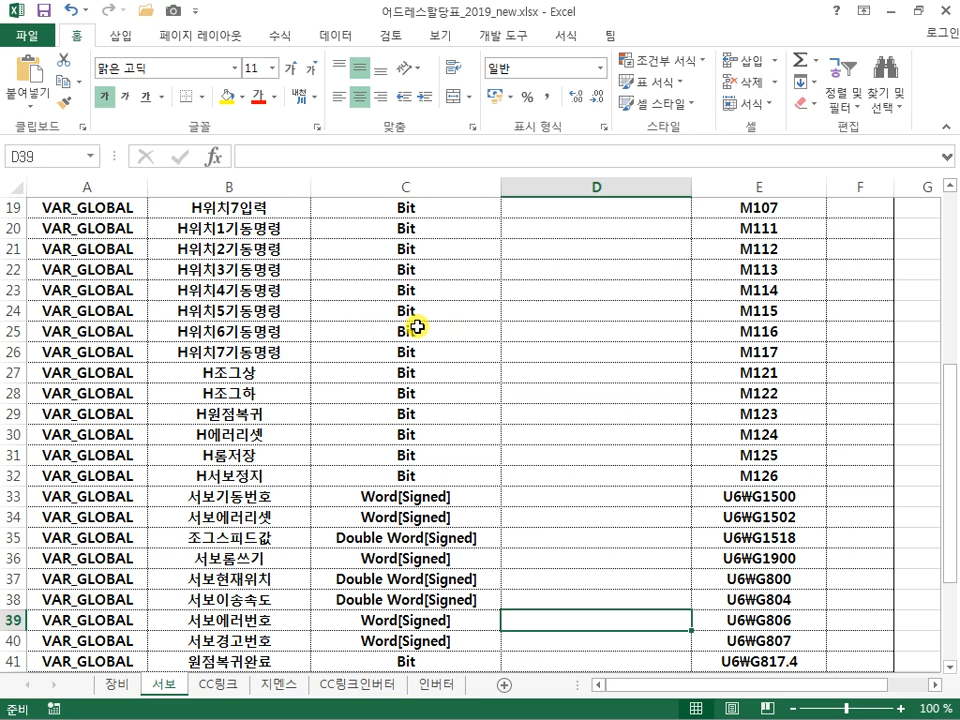 어드레스할당표_2019_new.xlsx - Excel
파일 홈 삽입 페이지 레이아웃 수식 데이터 검토 보기 개발 도구 서식 팀 로그인
붙여넣기 맑은 고딕 11 가 가 일반 조건부 서식 표 서식 셀 스타일 삽입 삭제 서식 정렬 및 필터 찾기 및 선택
가 가 가 가 내천 %
클립보드 글꼴 맞춤 표시 형식 스타일 셀 편집
D39 fx
A B C D E F G
19 VAR_GLOBAL H위치7입력 Bit M107
20 VAR_GLOBAL H위치1기동명령 Bit M111
21 VAR_GLOBAL H위치2기동명령 Bit M112
22 VAR_GLOBAL H위치3기동명령 Bit M113
23 VAR_GLOBAL H위치4기동명령 Bit M114
24 VAR_GLOBAL H위치5기동명령 Bit M115
25 VAR_GLOBAL H위치6기동명령 Bit M116
26 VAR_GLOBAL H위치7기동명령 Bit M117
27 VAR_GLOBAL H조그상 Bit M121
28 VAR_GLOBAL H조그하 Bit M122
29 VAR_GLOBAL H원점복귀 Bit M123
30 VAR_GLOBAL H에러리셋 Bit M124
31 VAR_GLOBAL H롬저장 Bit M125
32 VAR_GLOBAL H서보정지 Bit M126
33 VAR_GLOBAL 서보기동번호 Word[Signed] U6₩G1500
34 VAR_GLOBAL 서보에러리셋 Word[Signed] U6₩G1502
35 VAR_GLOBAL 조그스피드값 Double Word[Signed] U6₩G1518
36 VAR_GLOBAL 서보롬쓰기 Word[Signed] U6₩G1900
37 VAR_GLOBAL 서보현재위치 Double Word[Signed] U6₩G800
38 VAR_GLOBAL 서보이송속도 Double Word[Signed] U6₩G804
39 VAR_GLOBAL 서보에러번호 Word[Signed] U6₩G806
40 VAR_GLOBAL 서보경고번호 Word[Signed] U6₩G807
41 VAR_GLOBAL 원점복귀완료 Bit U6₩G817.4
장비 서보 CC링크 지멘스 CC링크인버터 인버터
준비 100 %